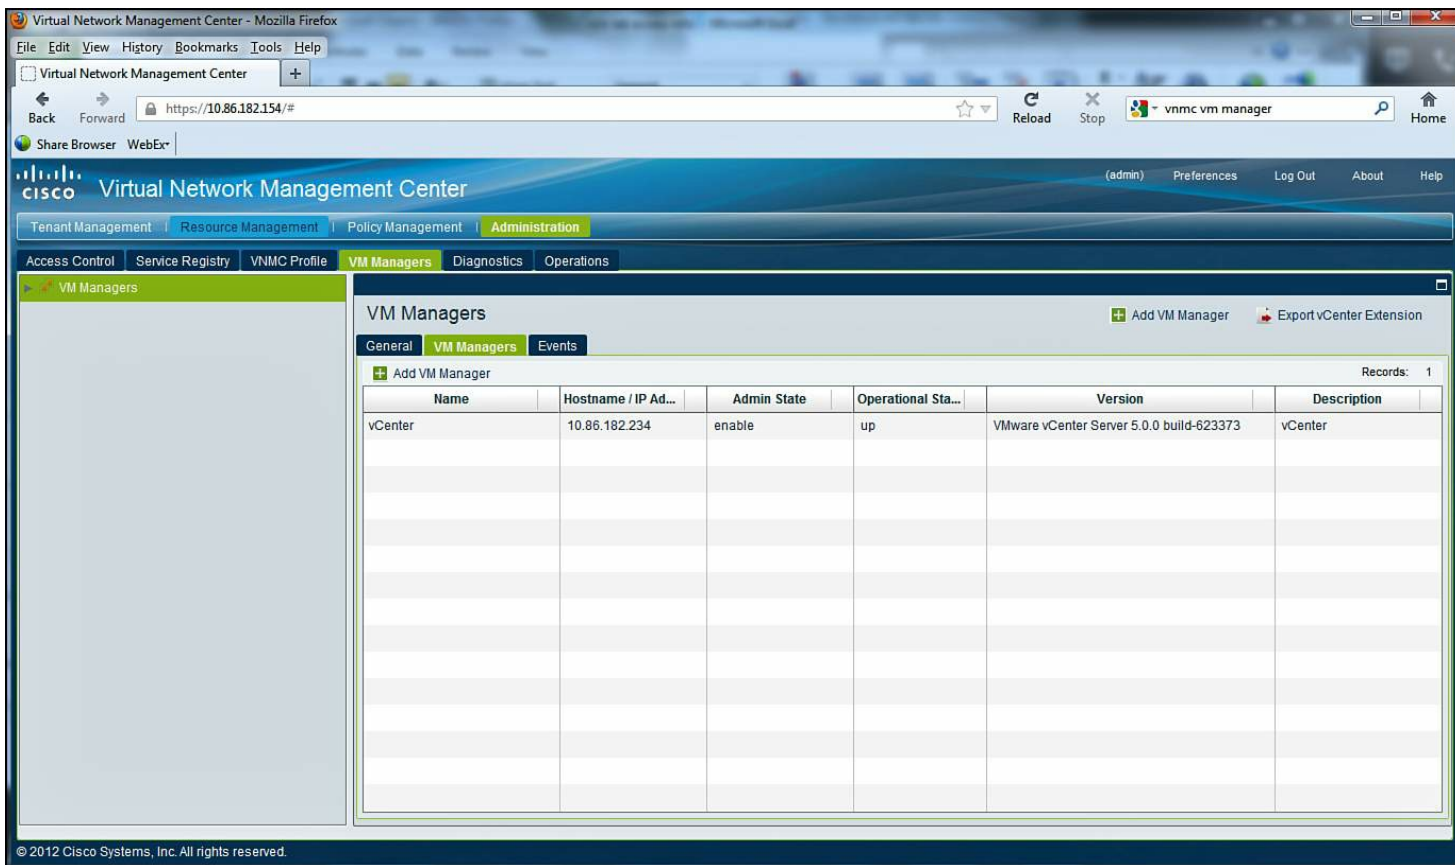 Virtual Network Management Center - Mozilla Firefox
File Edit View History Bookmarks Tools Help
Virtual Network Management Center +
Back Forward https://10.86.182.154/# Reload Stop vnmc vm manager Home
Share Browser WebEx
CISCO Virtual Network Management Center (admin) Preferences Log Out About Help
Tenant Management | Resource Management | Policy Management | Administration
Access Control Service Registry VNMC Profile VM Managers Diagnostics Operations
VM Managers
VM Managers Add VM Manager Export vCenter Extension
General VM Managers Events
Add VM Manager Records: 1
Name Hostname / IP Ad... Admin State Operational Sta... Version Description
vCenter 10.86.182.234 enable up VMware vCenter Server 5.0.0 build-623373 vCenter
© 2012 Cisco Systems, Inc. All rights reserved.